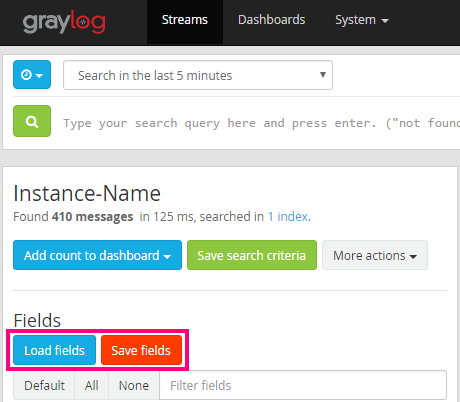 graylog Streams Dashboards System
Search in the last 5 minutes
Type your search query here and press enter. ("not found
Instance-Name
Found 410 messages in 125 ms, searched in 1 index.
Add count to dashboard Save search criteria More actions
Fields
Load fields Save fields
Default All None Filter fields